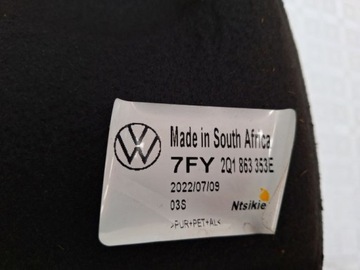 Made in South Africa
7FY 2Q1 863 353E
2022/07/09
03S Ntsikie
>PUR+PET+AL<